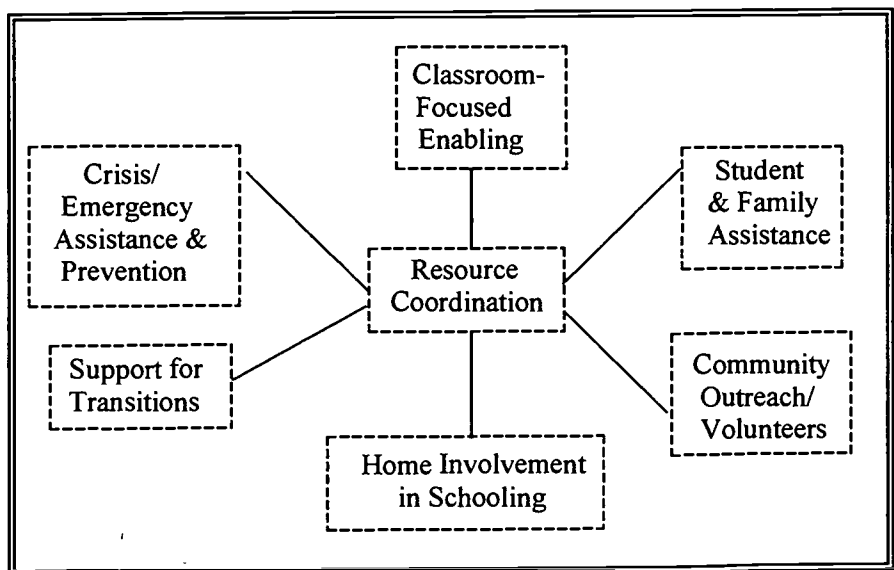 Classroom-
Focused
Enabling
Crisis/
Emergency
Assistance &
Prevention
Student
& Family
Assistance
Resource
Coordination
Support for
Transitions
Community
Outreach/
Volunteers
Home Involvement
in Schooling